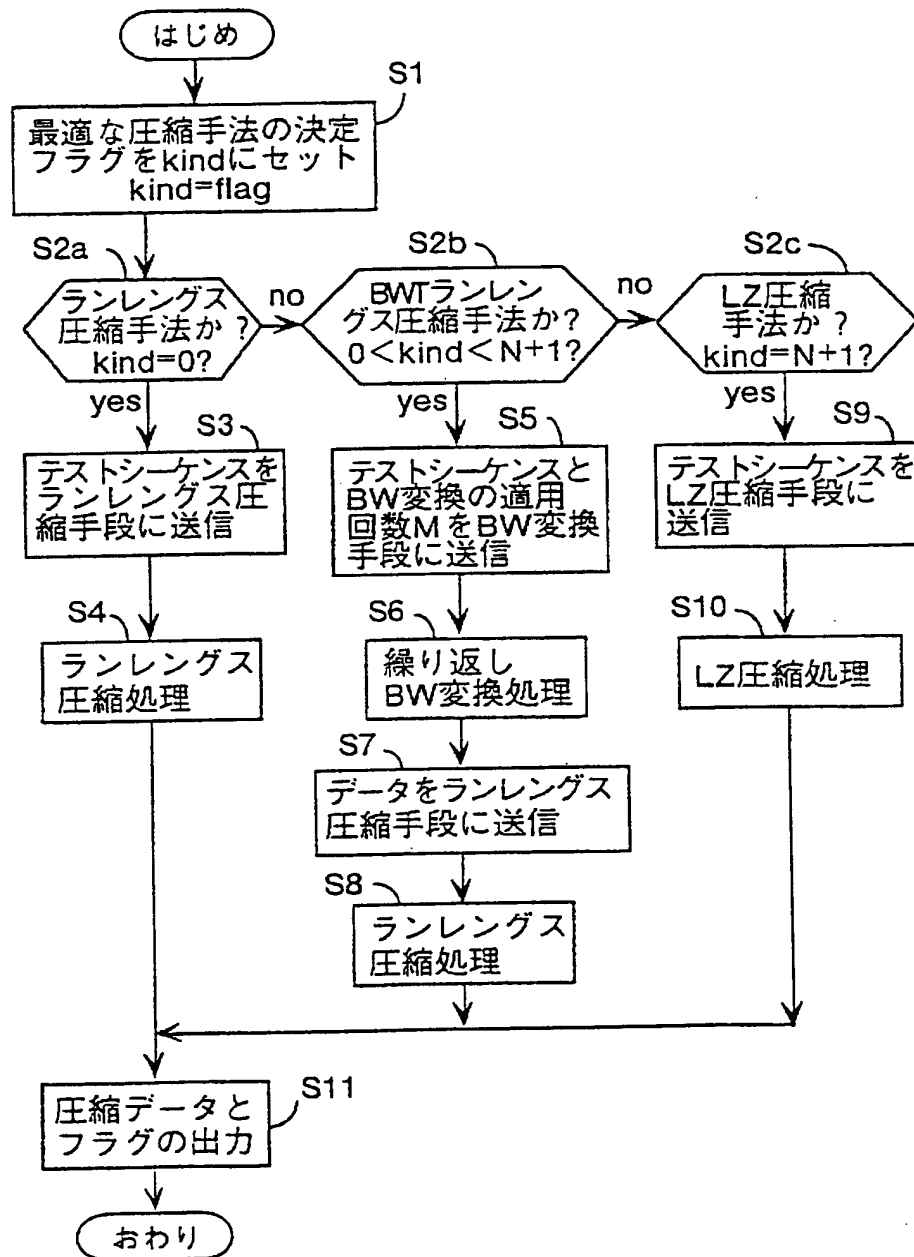 はじめ
S1
最適な圧縮手法の決定
フラグをkindにセット
kind=flag
S2a
ランレングス
圧縮手法か？
kind=0?
no
S2b
BWTランレン
グス圧縮手法か？
0＜kind＜N+1?
no
S2c
LZ圧縮
手法か？
kind=N+1?
yes
yes
yes
S3
テストシーケンスを
ランレングス圧
縮手段に送信
S5
テストシーケンスと
BW変換の適用
回数MをBW変換
手段に送信
S9
テストシーケンスを
LZ圧縮手段に
送信
S4
ランレングス
圧縮処理
S6
繰り返し
BW変換処理
S10
LZ圧縮処理
S7
データをランレングス
圧縮手段に送信
S8
ランレングス
圧縮処理
S11
圧縮データと
フラグの出力
おわり